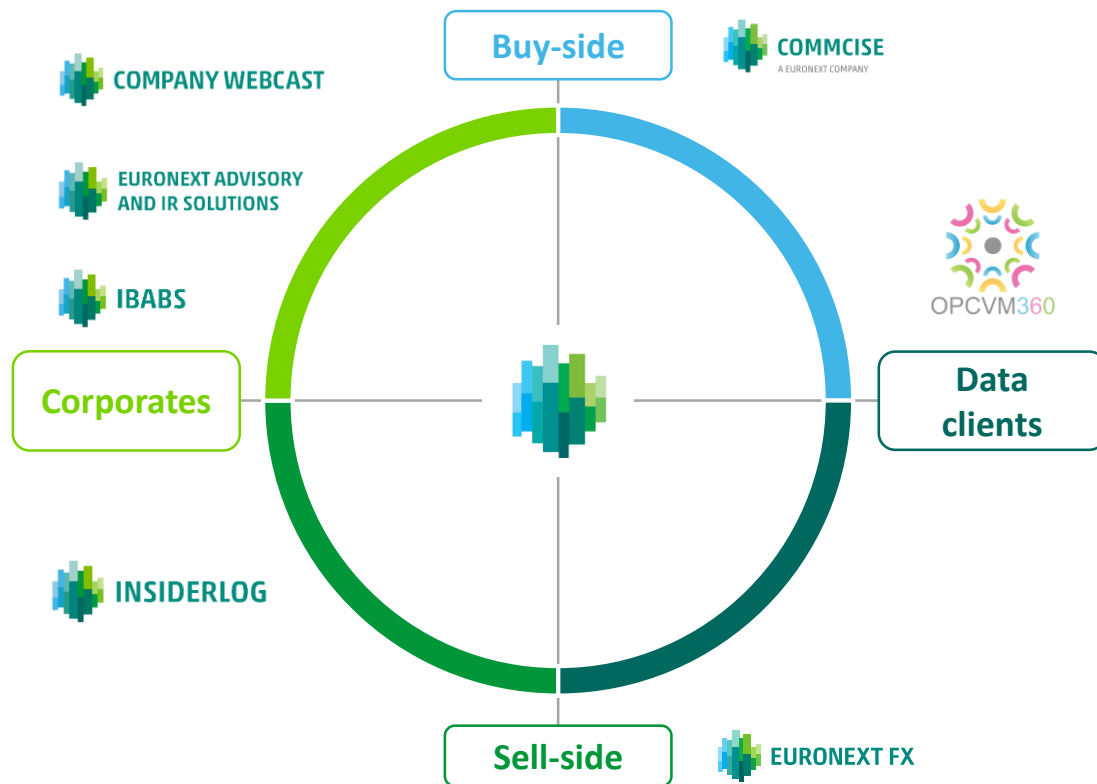 Buy-side
COMMCISE
A EURONEXT COMPANY
COMPANY WEBCAST
EURONEXT ADVISORY
AND IR SOLUTIONS
OPCVM360
IBABS
Corporates
Data
clients
INSIDERLOG
Sell-side
EURONEXT FX